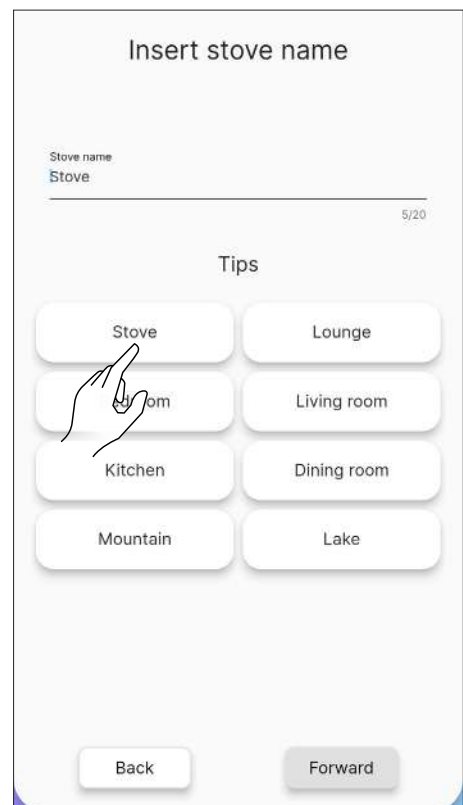 Insert stove name
Stove name
Stove
5/20
Tips
Stove Lounge
Living room
Kitchen Dining room
Mountain Lake
Back Forward